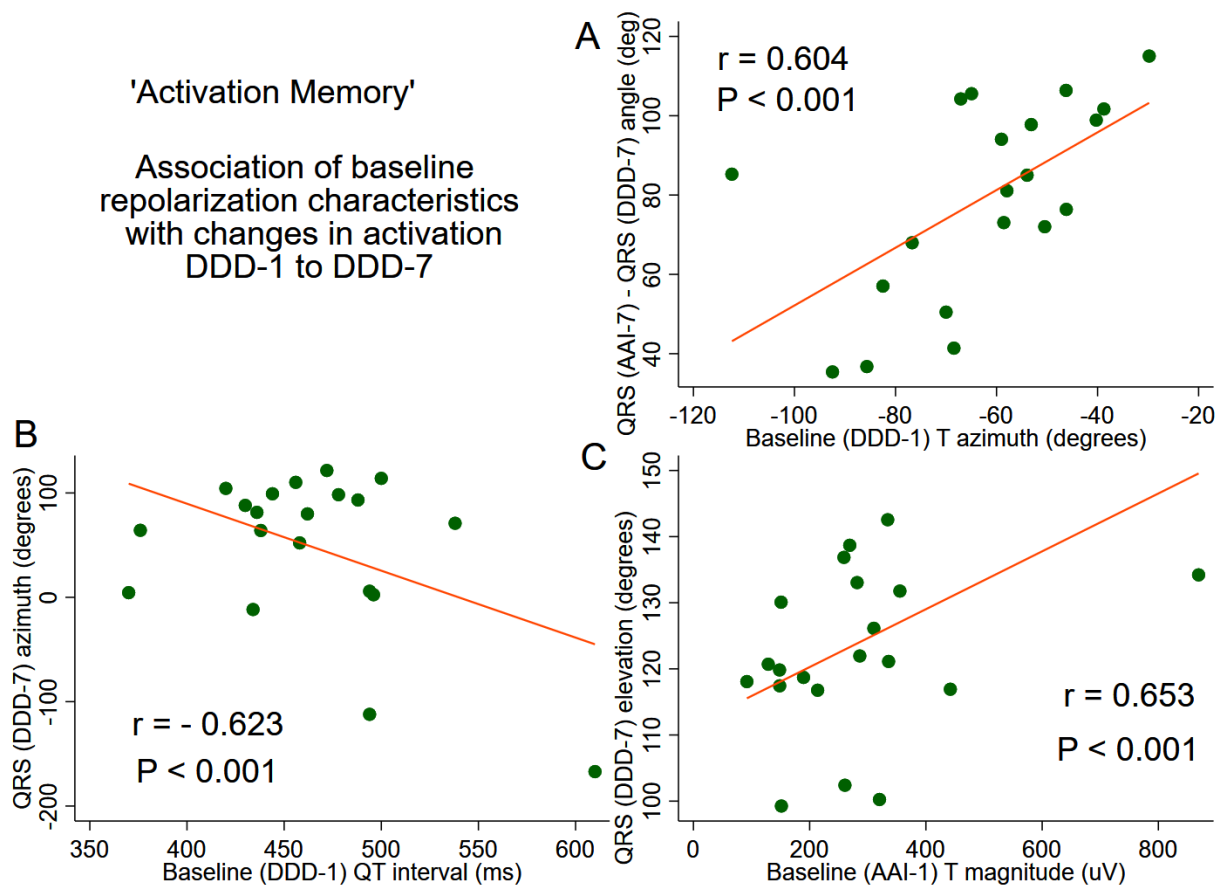 'Activation Memory'
Association of baseline
repolarization characteristics
with changes in activation
DDD-1 to DDD-7
A
r = 0.604
P < 0.001
QRS (AAI-7) - QRS (DDD-7) angle (deg)
120
100
80
60
40
-120
-100
-80
-60
-40
-20
Baseline (DDD-1) T azimuth (degrees)
B
QRS (DDD-7) azimuth (degrees)
100
0
-100
-200
r = - 0.623
P < 0.001
350
400
450
500
550
600
Baseline (DDD-1) QT interval (ms)
C
QRS (DDD-7) elevation (degrees)
150
140
130
120
110
100
r = 0.653
P < 0.001
0
200
400
600
800
Baseline (AAI-1) T magnitude (uV)